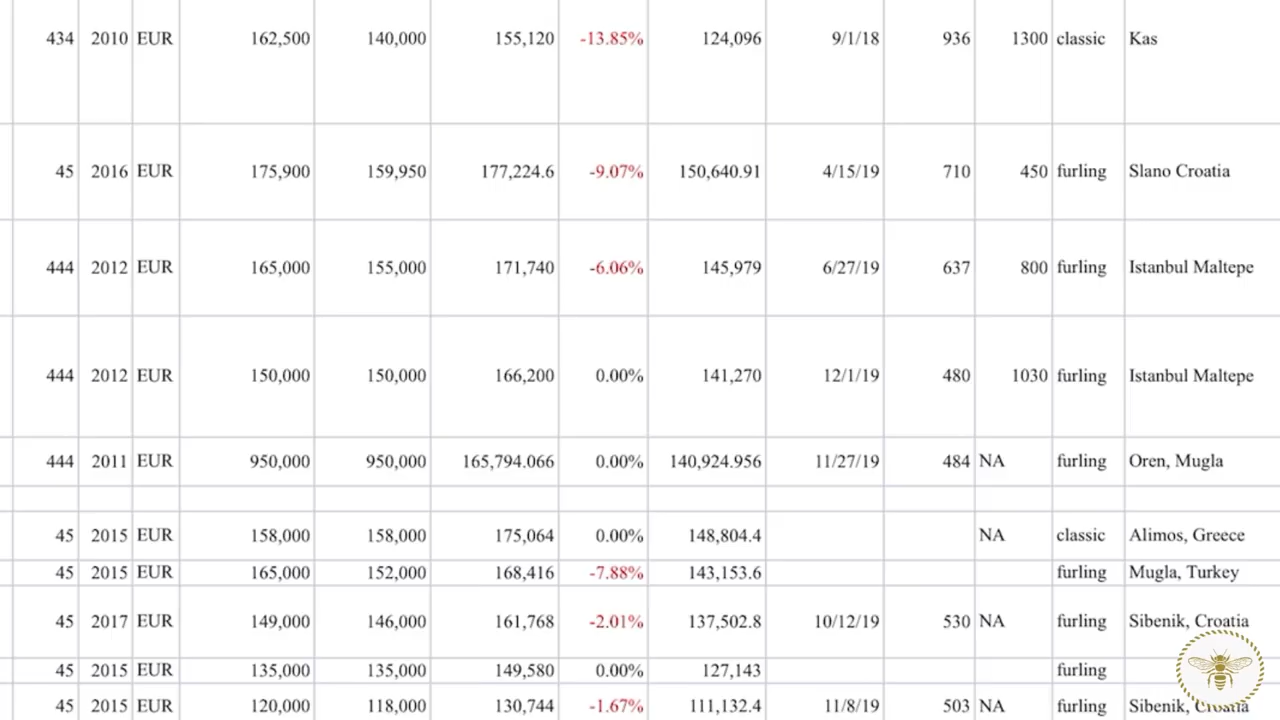 434 2010 EUR 162,500 140,000 155,120 -13.85% 124,096 9/1/18 936 1300 classic Kas
45 2016 EUR 175,900 159,950 177,224.6 -9.07% 150,640.91 4/15/19 710 450 furling Slano Croatia
444 2012 EUR 165,000 155,000 171,740 -6.06% 145,979 6/27/19 637 800 furling Istanbul Maltepe
444 2012 EUR 150,000 150,000 166,200 0.00% 141,270 12/1/19 480 1030 furling Istanbul Maltepe
444 2011 EUR 950,000 950,000 165,794.066 0.00% 140,924.956 11/27/19 484 NA furling Oren, Mugla
45 2015 EUR 158,000 158,000 175,064 0.00% 148,804.4 NA classic Alimos, Greece
45 2015 EUR 165,000 152,000 168,416 -7.88% 143,153.6 furling Mugla, Turkey
45 2017 EUR 149,000 146,000 161,768 -2.01% 137,502.8 10/12/19 530 NA furling Sibenik, Croatia
45 2015 EUR 135,000 135,000 149,580 0.00% 127,143 furling
45 2015 EUR 120,000 118,000 130,744 -1.67% 111,132.4 11/8/19 503 NA furling Sibenik, Croatia